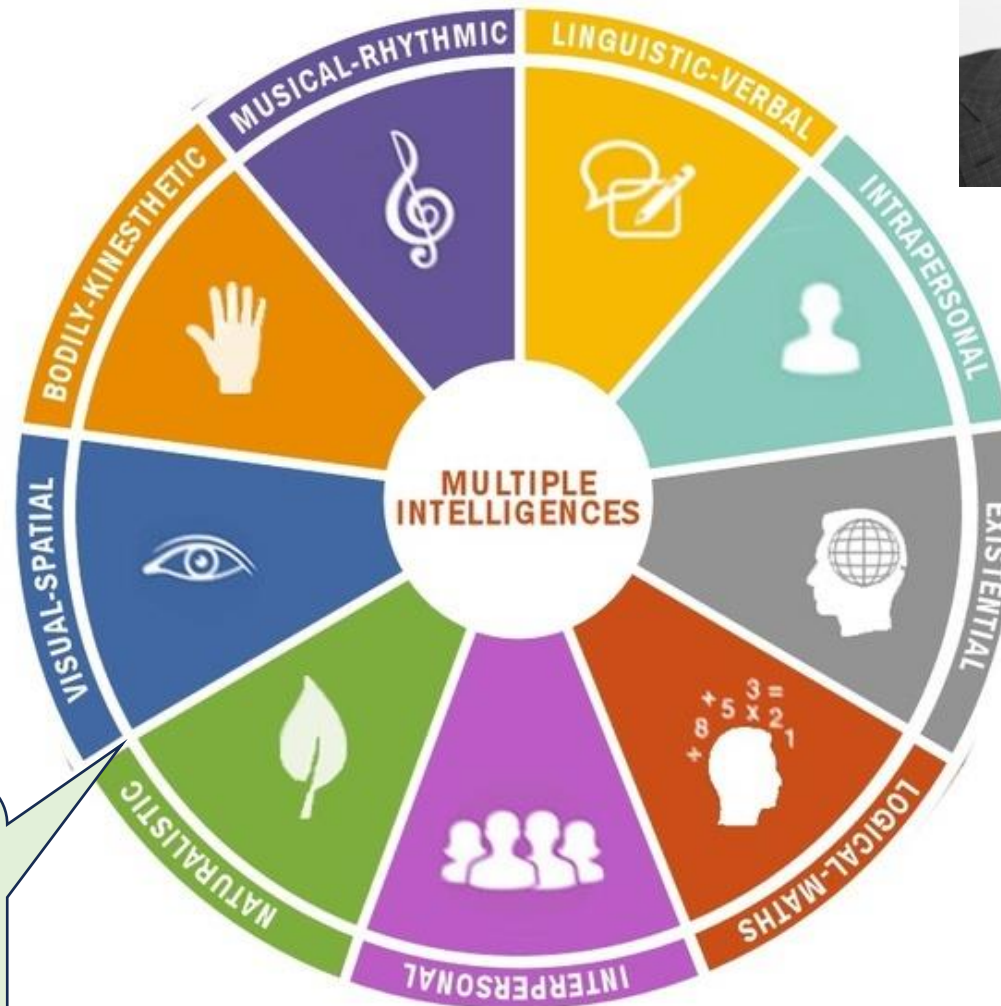 MUSICAL-RHYTHMIC
LINGUISTIC-VERBAL
INTRAPERSONAL
EXISTENTIAL
LOGICAL-MATHS
INTERPERSONAL
NATURALISTIC
VISUAL-SPATIAL
BODILY-KINESTHETIC
MULTIPLE
INTELLIGENCES
3 =
+ 5 x 2
8 1
+